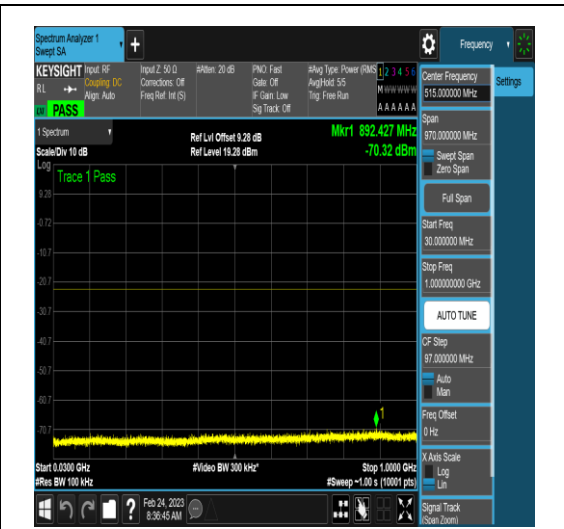 Spectrum Analyzer 1
Swept SA
+
Frequency
KEYSIGHT
RL
PASS
Input: RF
Coupling: DC
Align: Auto
Input Z: 50 Ω
Corrections: Off
Freq Ref: Int (S)
#Atten: 20 dB
PNO: Fast
Gate: Off
IF Gain: Low
Sig Track: Off
#Avg Type: Power (RMS)
Avg|Hold: 5/5
Trig: Free Run
1 2 3 4 5 6
M W W W W W
A A A A A A
1 Spectrum
Scale/Div 10 dB
Ref Lvl Offset 9.28 dB
Ref Level 19.28 dBm
Mkr1 892.427 MHz
-70.32 dBm
Log
Trace 1 Pass
9.28
-0.72
-10.7
-20.7
-30.7
-40.7
-50.7
-60.7
-70.7
1
Start 0.0300 GHz
#Res BW 100 kHz
#Video BW 300 kHz*
Stop 1.0000 GHz
#Sweep ~1.00 s (10001 pts)
?
Feb 24, 2023
8:36:45 AM
Center Frequency
515.000000 MHz
Settings
Span
970.000000 MHz
Swept Span
Zero Span
Full Span
Start Freq
30.000000 MHz
Stop Freq
1.000000000 GHz
AUTO TUNE
CF Step
97.000000 MHz
Auto
Man
Freq Offset
0 Hz
X Axis Scale
Log
Lin
Signal Track
(Span Zoom)